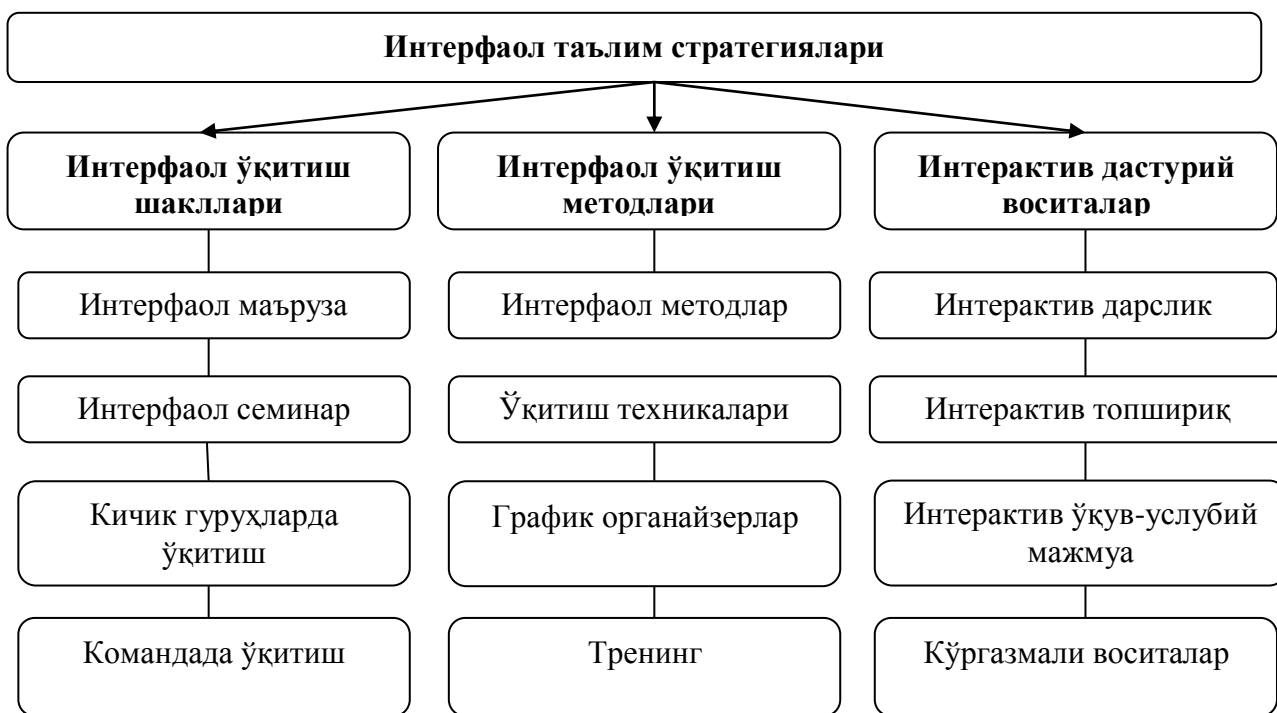 Интерфаол таълим стратегиялари
Интерфаол ўқитиш
шакллари
Интерфаол ўқитиш
методлари
Интерактив дастурий
воситалар
Интерфаол маъруза
Интерфаол методлар
Интерактив дарслик
Интерфаол семинар
Ўқитиш техникалари
Интерактив топшириқ
Кичик гуруҳларда
ўқитиш
График органайзерлар
Интерактив ўқув-услубий
мажмуа
Командада ўқитиш
Тренинг
Кўргазмали воситалар